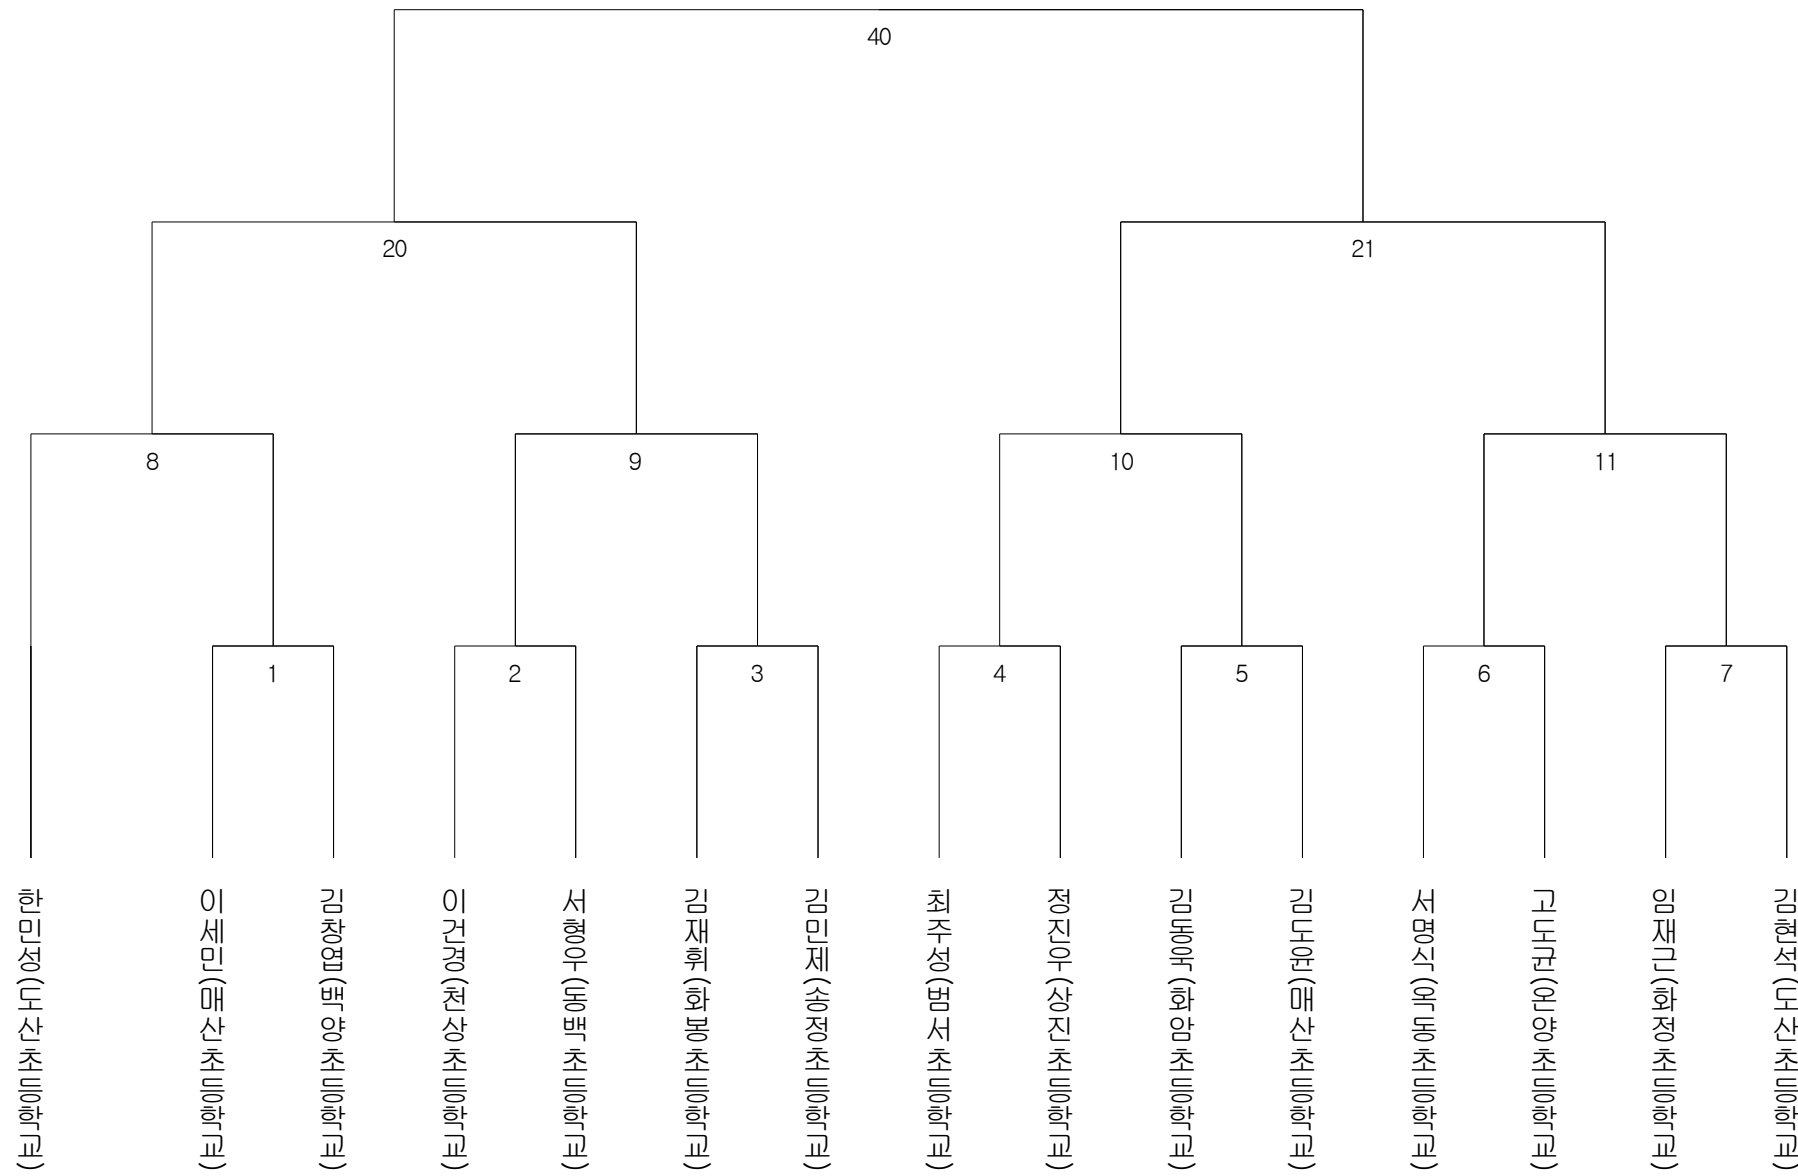 40
20
21
8
9
10
11
1
2
3
4
5
6
7
한민성(도산초등학교)
이세민(매산초등학교)
김창엽(백양초등학교)
이건경(천상초등학교)
서형우(동백초등학교)
김재휘(화봉초등학교)
김민제(송정초등학교)
최주성(범서초등학교)
정진우(상진초등학교)
김동욱(화암초등학교)
김도윤(매산초등학교)
서명식(옥동초등학교)
고도균(온양초등학교)
임재근(화정초등학교)
김현석(도산초등학교)